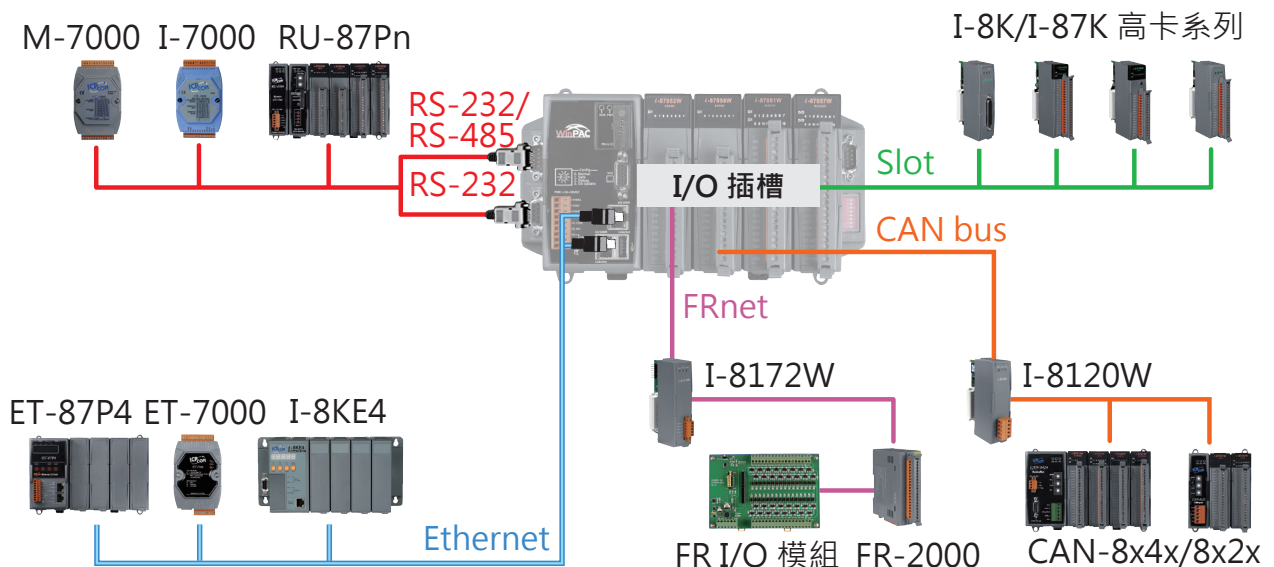 M-7000 I-7000 RU-87Pn
I-8K/I-87K 高卡系列
RS-232/
RS-485
RS-232
WinPAC
I/O 插槽
Slot
CAN bus
FRnet
I-8172W
I-8120W
ET-87P4 ET-7000 I-8KE4
Ethernet
FR I/O 模組 FR-2000
CAN-8x4x/8x2x